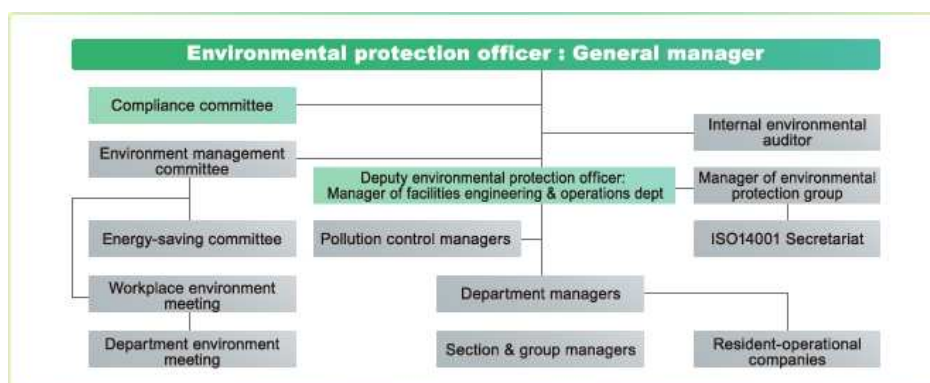 Environmental protection officer : General manager
Compliance committee
Internal environmental
auditor
Environment management
committee
Deputy environmental protection officer:
Manager of facilities engineering & operations dept
Manager of environmental
protection group
Energy-saving committee
Pollution control managers
ISO14001 Secretariat
Workplace environment
meeting
Department managers
Department environment
meeting
Section & group managers
Resident-operational
companies